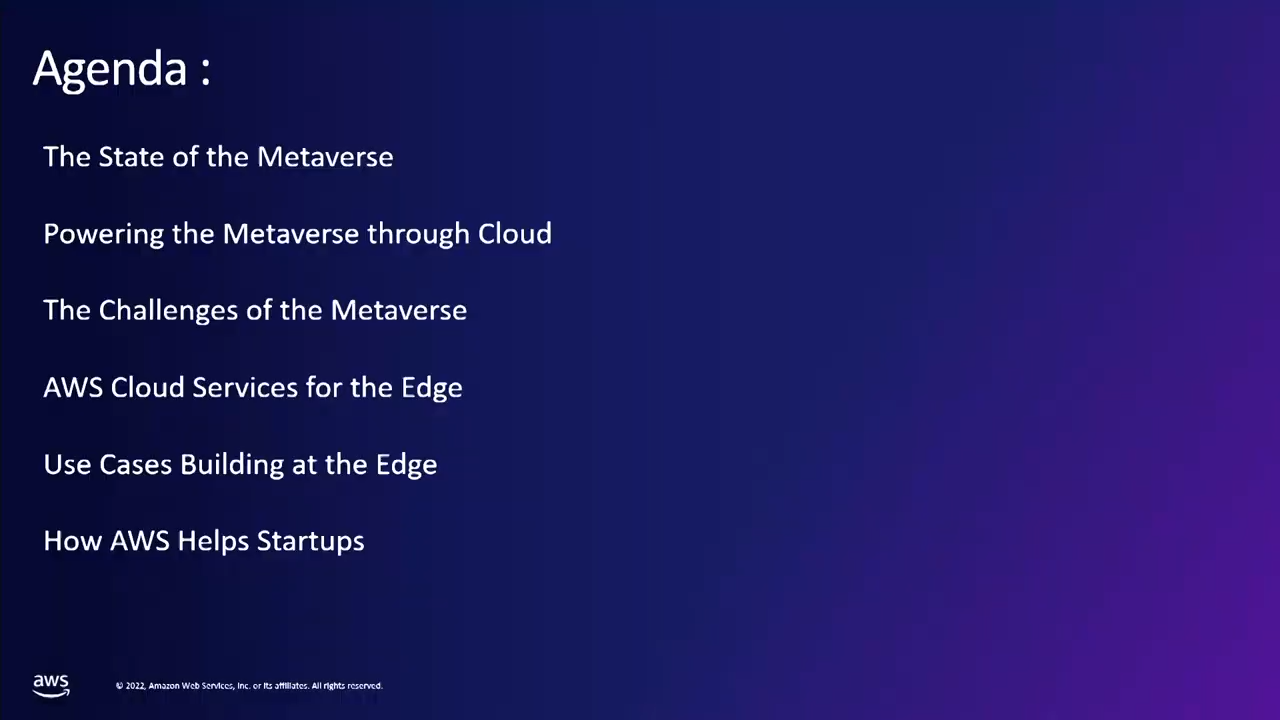 Agenda :
The State of the Metaverse
Powering the Metaverse through Cloud
The Challenges of the Metaverse
AWS Cloud Services for the Edge
Use Cases Building at the Edge
How AWS Helps Startups
aws
© 2022, Amazon Web Services, Inc. or its affiliates. All rights reserved.